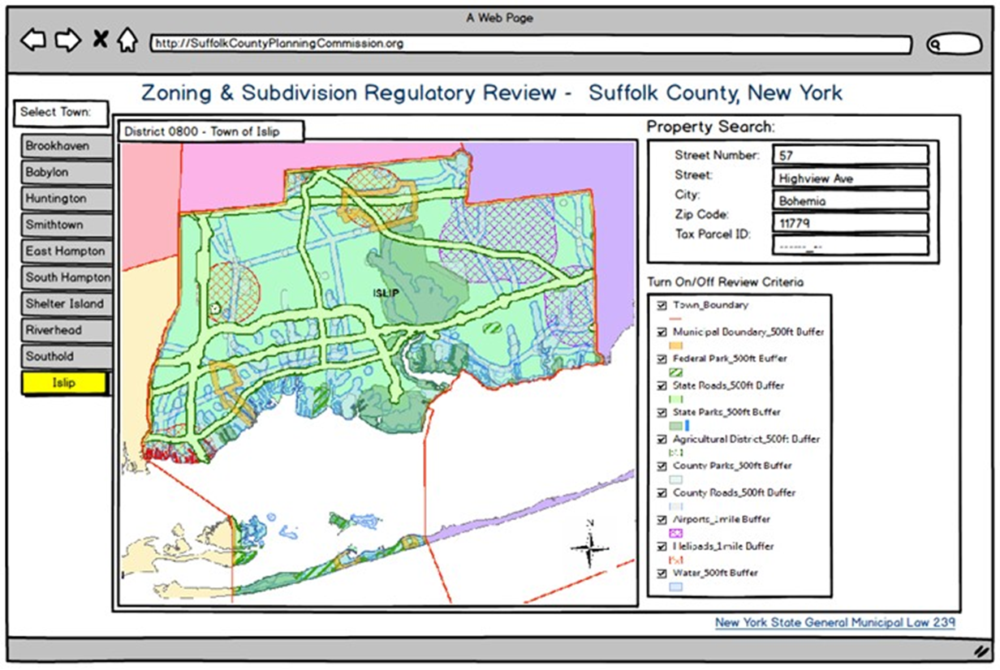 A Web Page
http://SuffolkCountyPlanningCommission.org
Zoning & Subdivision Regulatory Review - Suffolk County, New York
Select Town:
Brookhaven
Babylon
Huntington
Smithtown
East Hampton
South Hampton
Shelter Island
Riverhead
Southold
Islip
District 0800 - Town of Islip
ISLIP
N
Property Search:
Street Number: 57
Street: Highview Ave
City: Bohemia
Zip Code: 11779
Tax Parcel ID:
Turn On/Off Review Criteria
Town_Boundary
Municipal Boundary_500ft Buffer
Federal Park_500ft Buffer
State Roads_500ft Buffer
State Parks_500ft Buffer
Agricultural District_500ft Buffer
County Parks_500ft Buffer
County Roads_500ft Buffer
Airports_1mile Buffer
Helipads_1mile Buffer
Water_500ft Buffer
New York State General Municipal Law 239